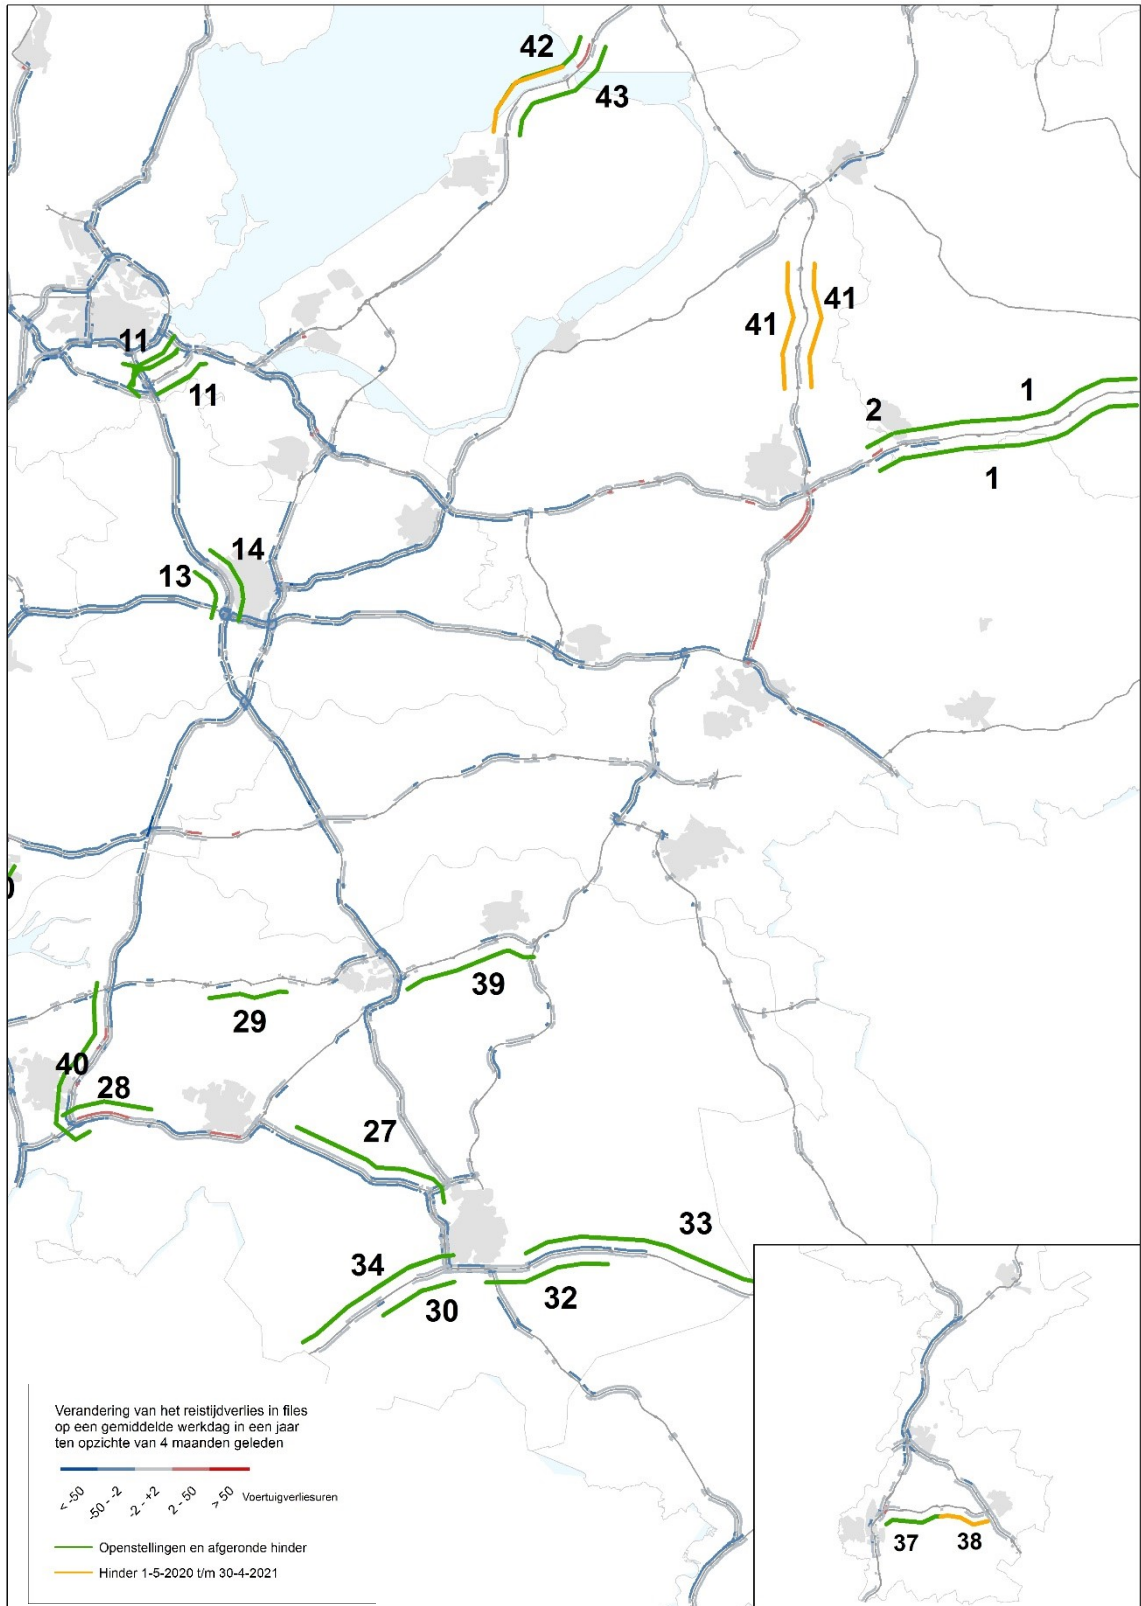 42
43
41
41
11
11
2
1
1
14
13
39
29
40
28
27
33
34
30
32
37
38
Verandering van het reistijdverlies in files
op een gemiddelde werkdag in een jaar
ten opzichte van 4 maanden geleden
< -50
-50 - -2
-2 - +2
2 - 50
> 50
Voertuigverliesuren
Openstellingen en afgeronde hinder
Hinder 1-5-2020 t/m 30-4-2021